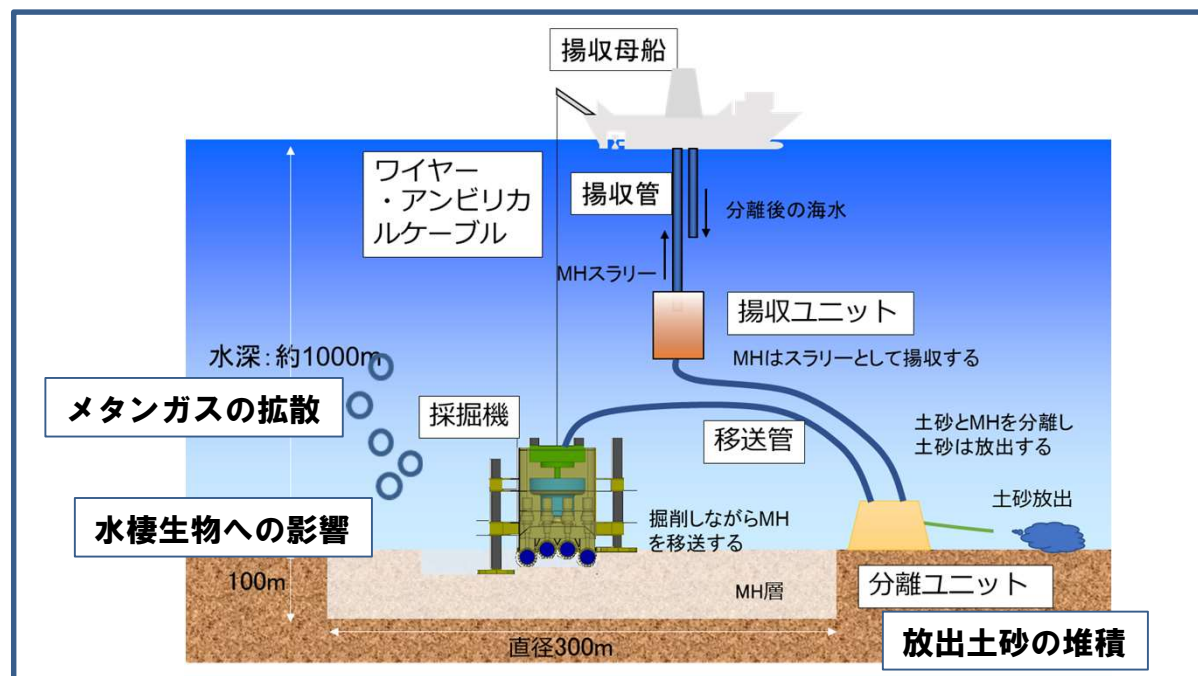 揚収母船
ワイヤー
・アンビリカ
ルケーブル
揚収管
分離後の海水
MHスラリー
揚収ユニット
MHはスラリーとして揚収する
水深:約1000m
メタンガスの拡散
採掘機
移送管
土砂とMHを分離し
土砂は放出する
土砂放出
水棲生物への影響
掘削しながらMH
を移送する
100m
MH層
分離ユニット
直径300m
放出土砂の堆積